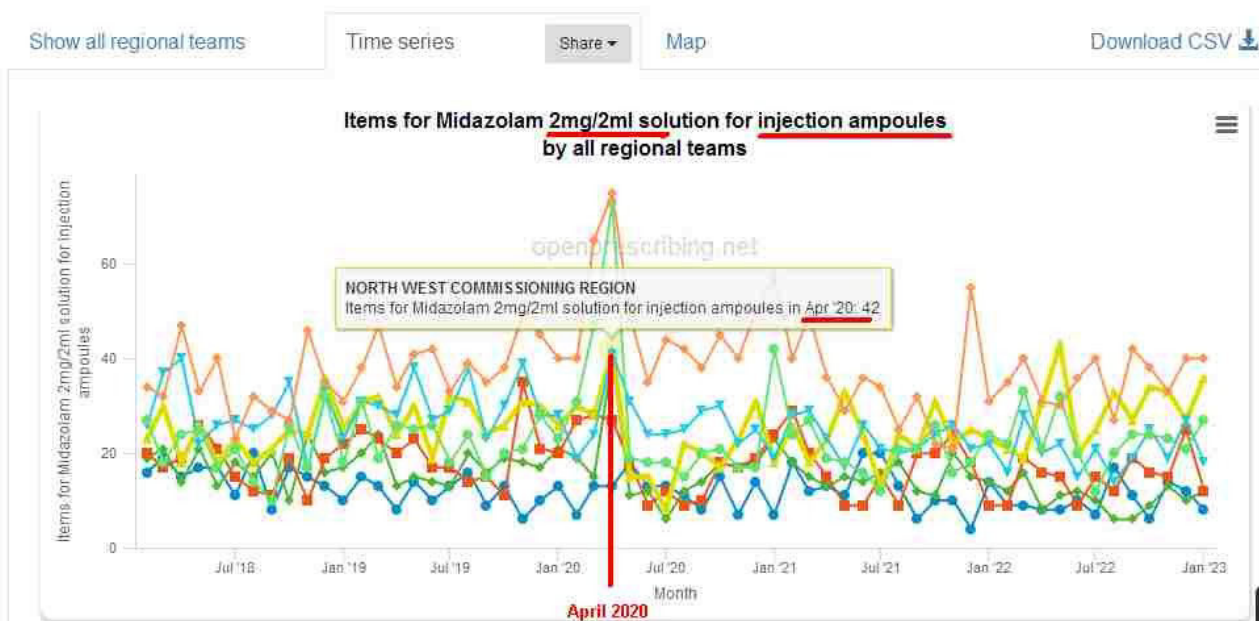 Show all regional teams
Time series
Share
Map
Download CSV
Items for Midazolam 2mg/2ml solution for injection ampoules
by all regional teams
Items for Midazolam 2mg/2ml solution for injection
ampoules
60
40
20
0
openprescribing.net
NORTH WEST COMMISSIONING REGION
Items for Midazolam 2mg/2ml solution for injection ampoules in Apr '20: 42
Jul '18
Jan '19
Jul '19
Jan '20
Jul '20
Jan '21
Jul '21
Jan '22
Jul '22
Jan '23
Month
April 2020